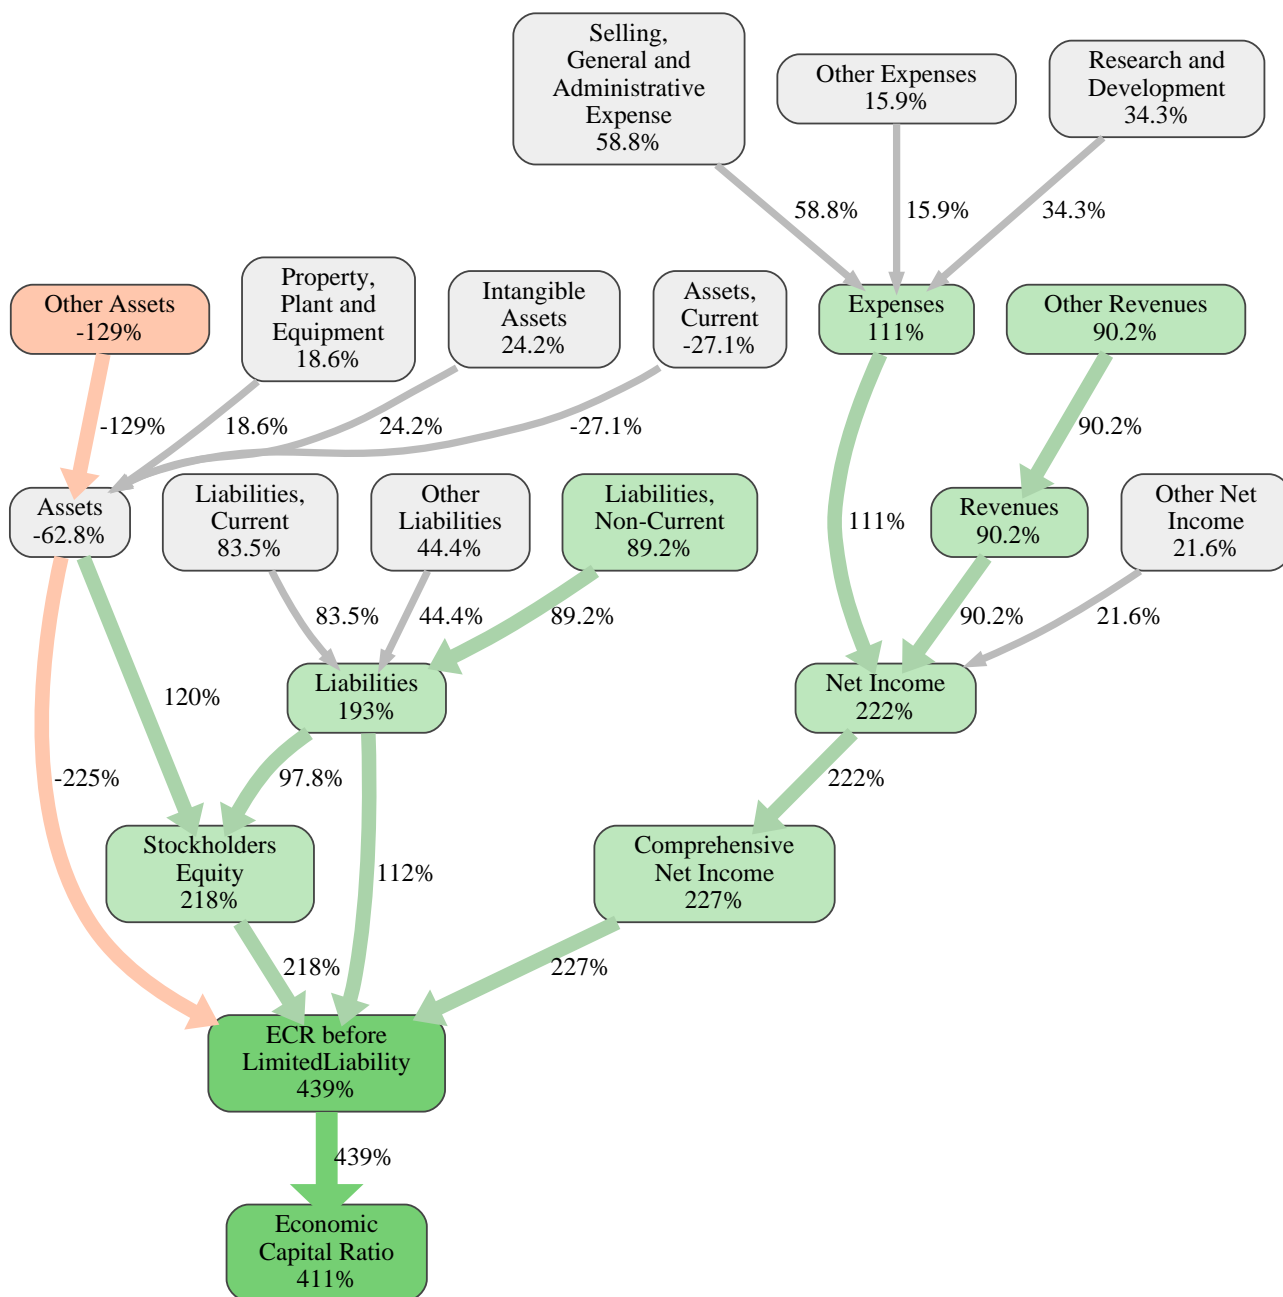 Selling,
General and
Administrative
Expense
58.8%
Other Expenses
15.9%
Research and
Development
34.3%
58.8%
15.9%
34.3%
Other Assets
-129%
Property,
Plant and
Equipment
18.6%
Intangible
Assets
24.2%
Assets,
Current
-27.1%
Expenses
111%
Other Revenues
90.2%
-129%
18.6%
24.2%
-27.1%
90.2%
Assets
-62.8%
Liabilities,
Current
83.5%
Other
Liabilities
44.4%
Liabilities,
Non-Current
89.2%
111%
Revenues
90.2%
Other Net
Income
21.6%
83.5%
44.4%
89.2%
90.2%
21.6%
120%
Liabilities
193%
Net Income
222%
-225%
97.8%
222%
Stockholders
Equity
218%
112%
Comprehensive
Net Income
227%
218%
227%
ECR before
LimitedLiability
439%
439%
Economic
Capital Ratio
411%